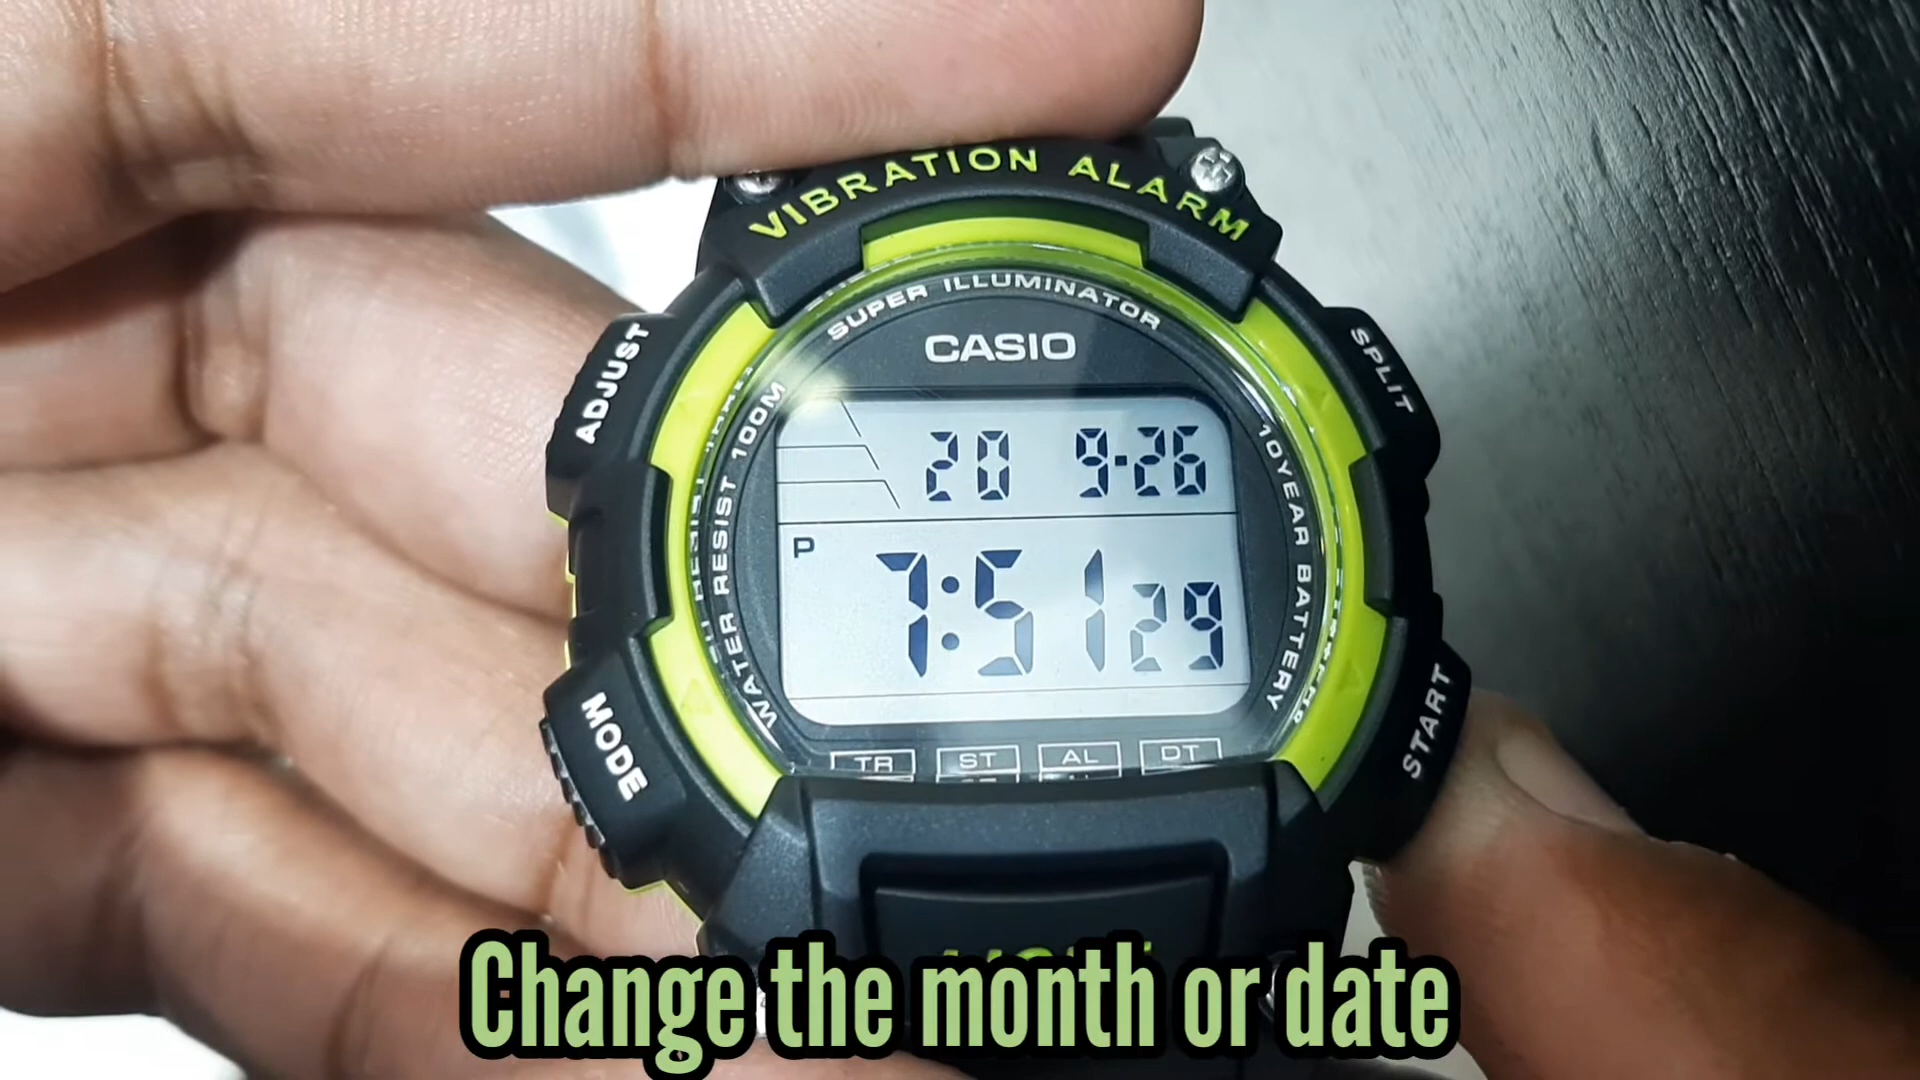 VIBRATION ALARM
SUPER ILLUMINATOR
CASIO
ADJUST
SPLIT
WATER RESIST 100M
10YEAR BATTERY
20 9-26
P
7:51 29
MODE
START
TR ST AL DT
Change the month or date